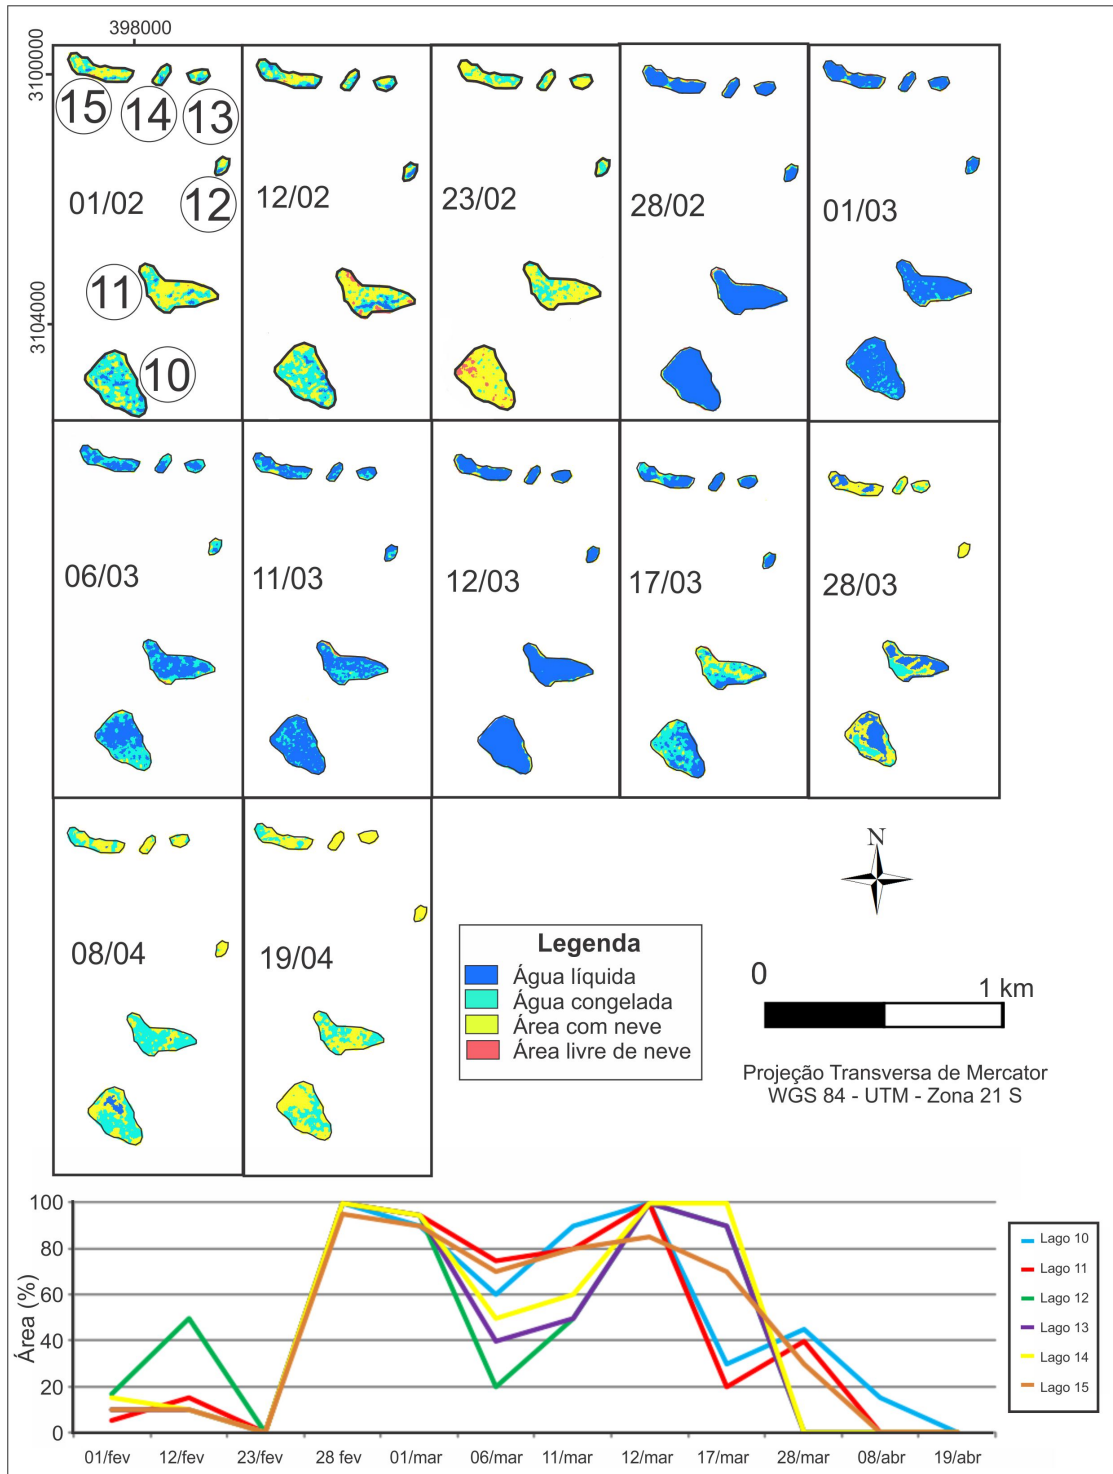 398000
3100000
3104000
15
14
13
12
01/02
11
10
12/02
23/02
28/02
01/03
06/03
11/03
12/03
17/03
28/03
08/04
19/04
N
Legenda
Água líquida
Água congelada
Área com neve
Área livre de neve
0
1 km
Projeção Transversa de Mercator
WGS 84 - UTM - Zona 21 S
Área (%)
100
80
60
40
20
0
01/fev
12/fev
23/fev
28 fev
01/mar
06/mar
11/mar
12/mar
17/mar
28/mar
08/abr
19/abr
Lago 10
Lago 11
Lago 12
Lago 13
Lago 14
Lago 15